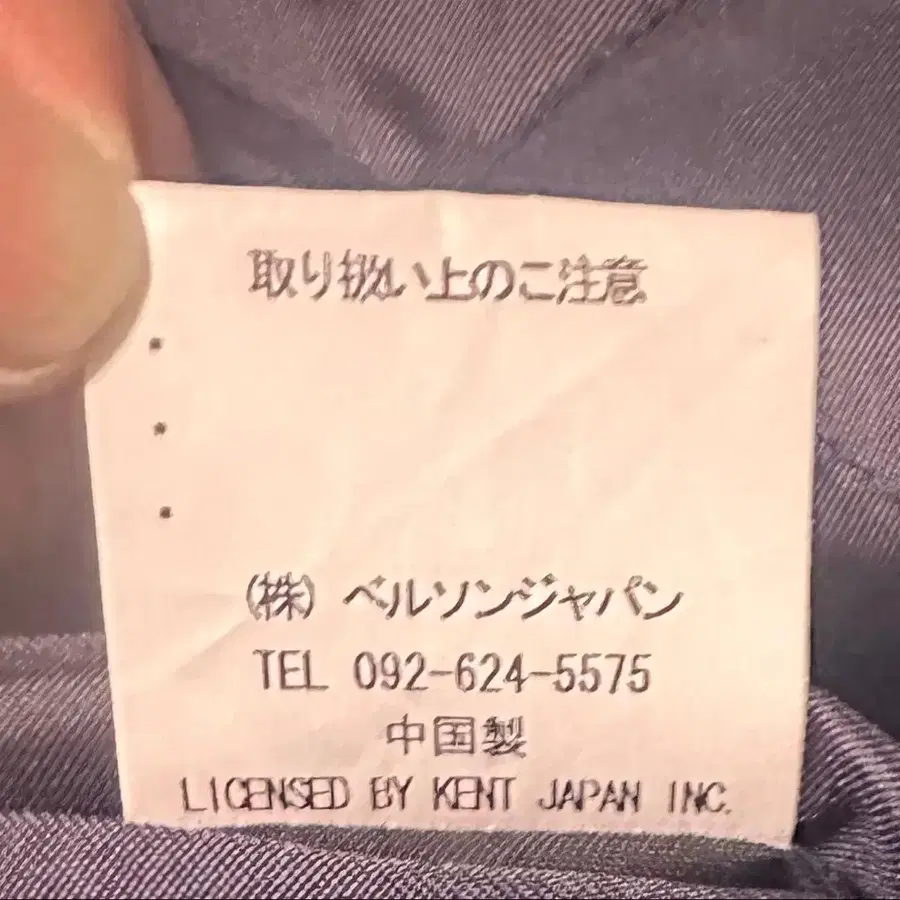 取り扱い上のご注意
・
・
・
(株) ベルソンジャパン
TEL 092-624-5575
中国製
LICENSED BY KENT JAPAN INC.